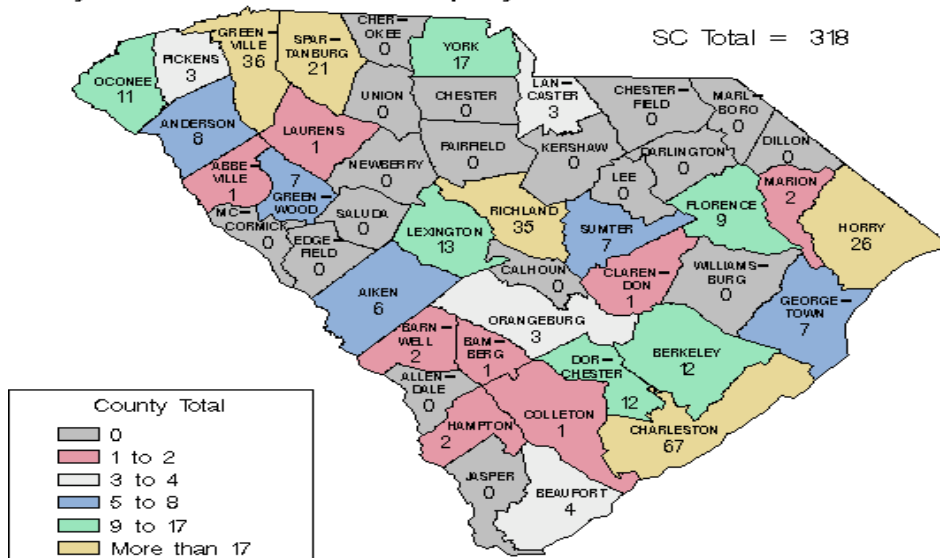 SC Total = 318
CHER-
OKEE
0
GREEN-
VILLE
36
SPAR-
TANBURG
21
YORK
17
PICKENS
3
OCONEE
11
UNION
0
CHESTER
0
LAN-
CASTER
3
CHESTER-
FIELD
0
MARL-
BORO
0
ANDERSON
8
LAURENS
1
DILLON
0
FAIRFIELD
0
KERSHAW
0
DARLINGTON
0
NEWBERRY
0
LEE
0
ABBE-
VILLE
1
7
GREEN-
WOOD
MARION
2
MC-
CORMICK
0
SALUDA
0
RICHLAND
35
FLORENCE
9
HORRY
26
EDGE-
FIELD
0
LEXINGTON
13
SUMTER
7
CALHOUN
0
CLAREN-
DON
1
WILLIAMS-
BURG
0
AIKEN
6
GEORGE-
TOWN
7
ORANGEBURG
3
BARN-
WELL
2
BAM-
BERG
1
DOR-
CHESTER
12
BERKELEY
12
ALLEN-
DALE
0
COLLETON
1
CHARLESTON
67
HAMPTON
2
JASPER
0
BEAUFORT
4
County Total
0
1 to 2
3 to 4
5 to 8
9 to 17
More than 17